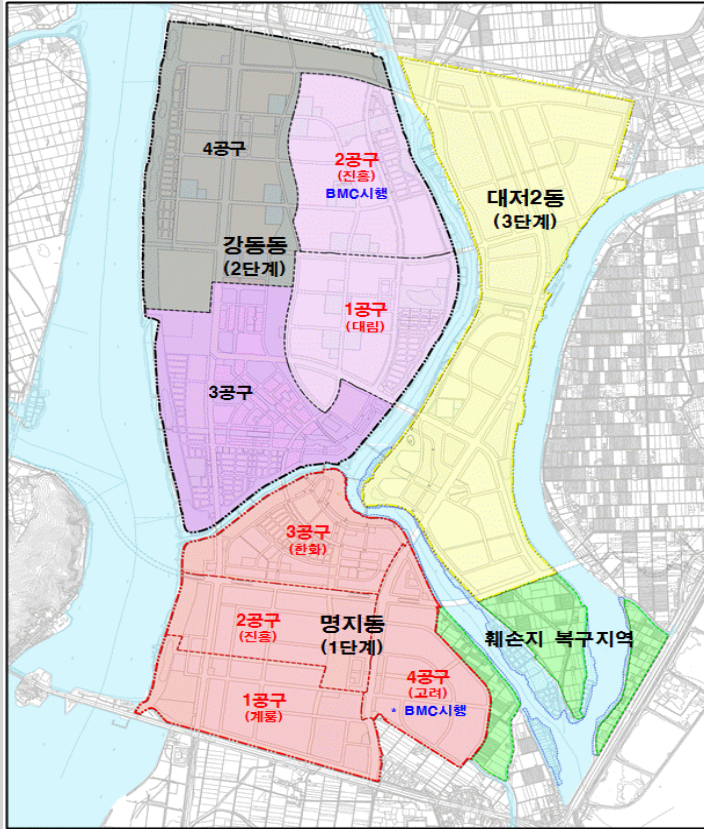 4공구
2공구
(진흥)
BMC시행
대저2동
(3단계)
강동동
(2단계)
1공구
(대림)
3공구
3공구
(한화)
2공구
(진흥)
명지동
(1단계)
훼손지 복구지역
4공구
(고려)
* BMC시행
1공구
(계룡)